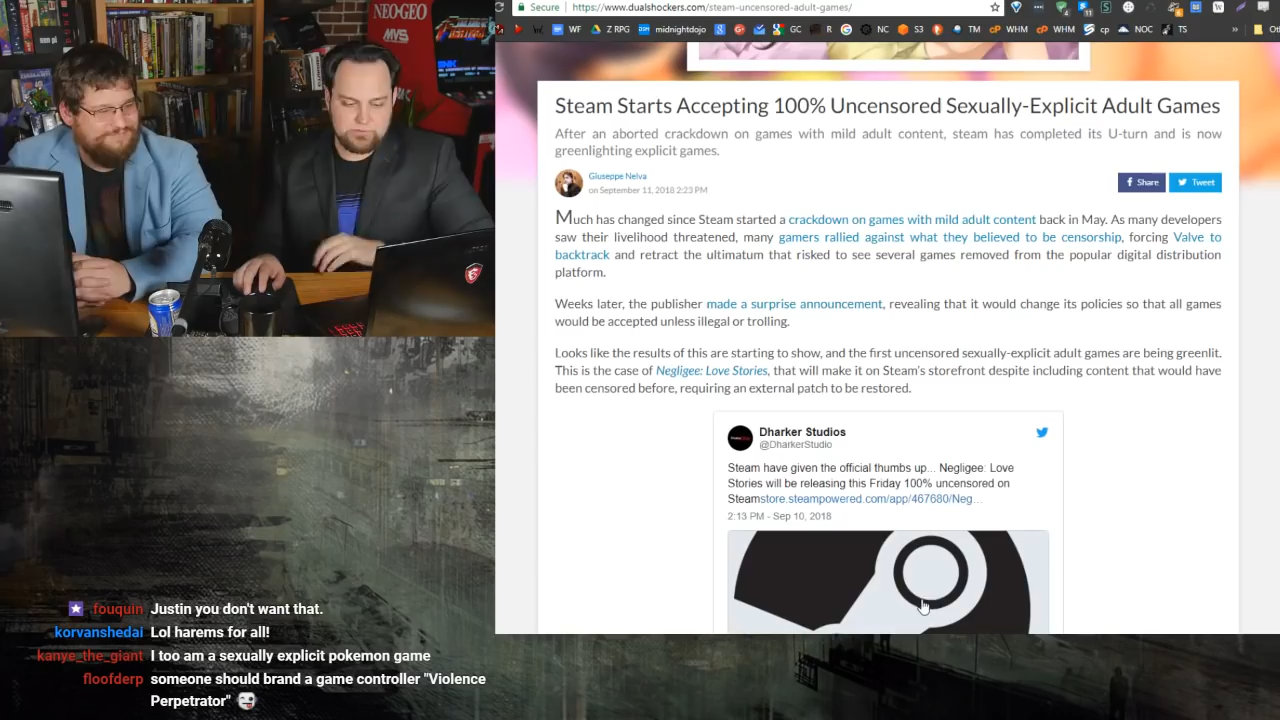 NEO·GEO
MVS
SNK
Secure https://www.dualshockers.com/steam-uncensored-adult-games/
WF Z RPG midnightdojo GC R NC S3 TM WHM WHM cp NOC TS »
Steam Starts Accepting 100% Uncensored Sexually-Explicit Adult Games
After an aborted crackdown on games with mild adult content, steam has completed its U-turn and is now
greenlighting explicit games.
Giuseppe Nelva
on September 11, 2018 2:23 PM
Share Tweet
Much has changed since Steam started a crackdown on games with mild adult content back in May. As many developers
saw their livelihood threatened, many gamers rallied against what they believed to be censorship, forcing Valve to
backtrack and retract the ultimatum that risked to see several games removed from the popular digital distribution
platform.
Weeks later, the publisher made a surprise announcement, revealing that it would change its policies so that all games
would be accepted unless illegal or trolling.
Looks like the results of this are starting to show, and the first uncensored sexually-explicit adult games are being greenlit.
This is the case of Negligee: Love Stories, that will make it on Steam's storefront despite including content that would have
been censored before, requiring an external patch to be restored.
Dharker Studios
@DharkerStudio
Steam have given the official thumbs up... Negligee: Love
Stories will be releasing this Friday 100% uncensored on
Steamstore.steampowered.com/app/467680/Neg...
2:13 PM - Sep 10, 2018
fouquin Justin you don't want that.
korvanshedai Lol harems for all!
kanye_the_giant I too am a sexually explicit pokemon game
floofderp someone should brand a game controller "Violence
Perpetrator" 👻